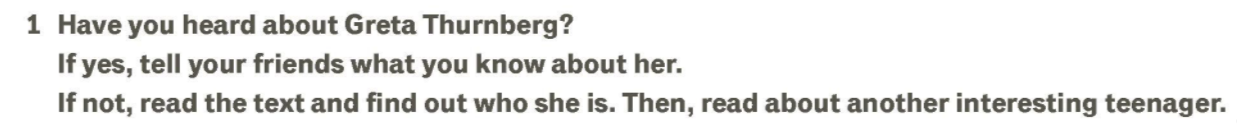 1 Have you heard about Greta Thurnberg?
If yes, tell your friends what you know about her.
If not, read the text and find out who she is. Then, read about another interesting teenager.